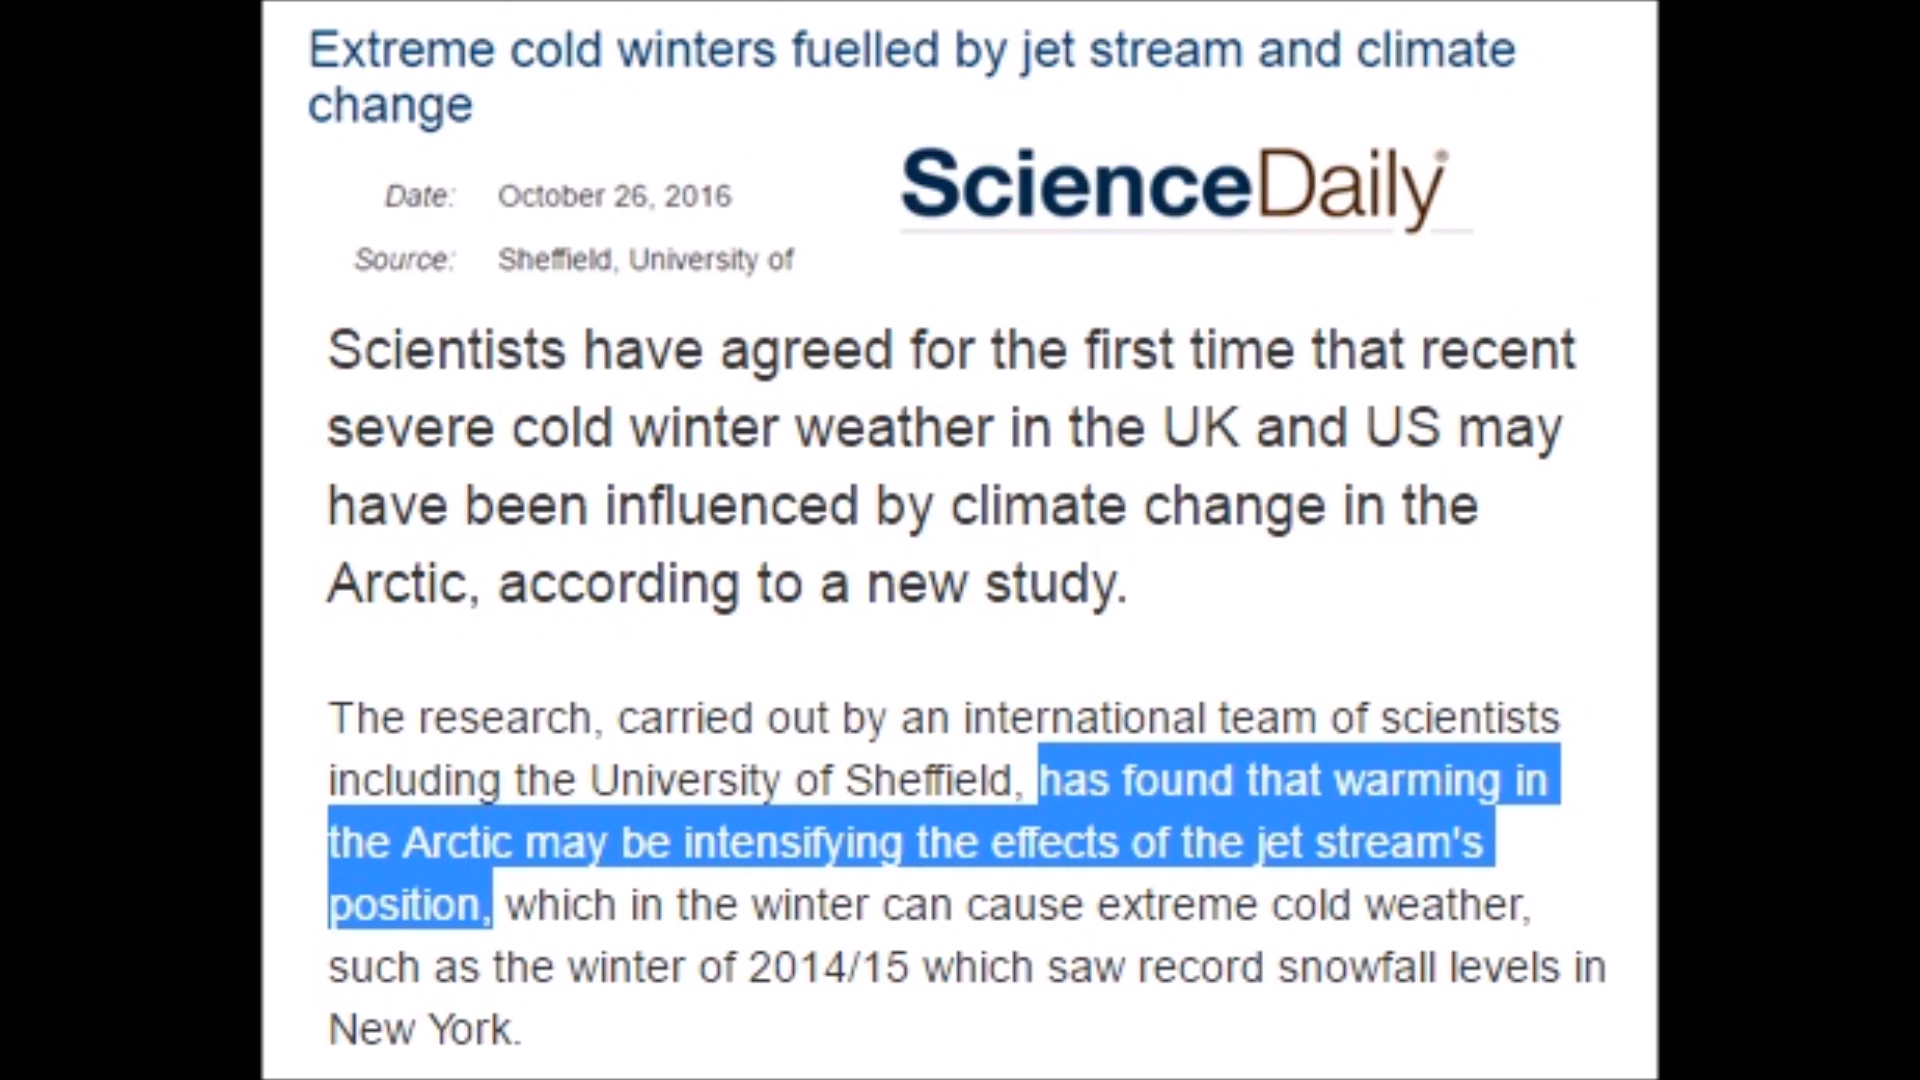 Extreme cold winters fuelled by jet stream and climate
change
ScienceDaily®
Date: October 26, 2016
Source: Sheffield, University of
Scientists have agreed for the first time that recent
severe cold winter weather in the UK and US may
have been influenced by climate change in the
Arctic, according to a new study.
The research, carried out by an international team of scientists
including the University of Sheffield, has found that warming in
the Arctic may be intensifying the effects of the jet stream's
position, which in the winter can cause extreme cold weather,
such as the winter of 2014/15 which saw record snowfall levels in
New York.